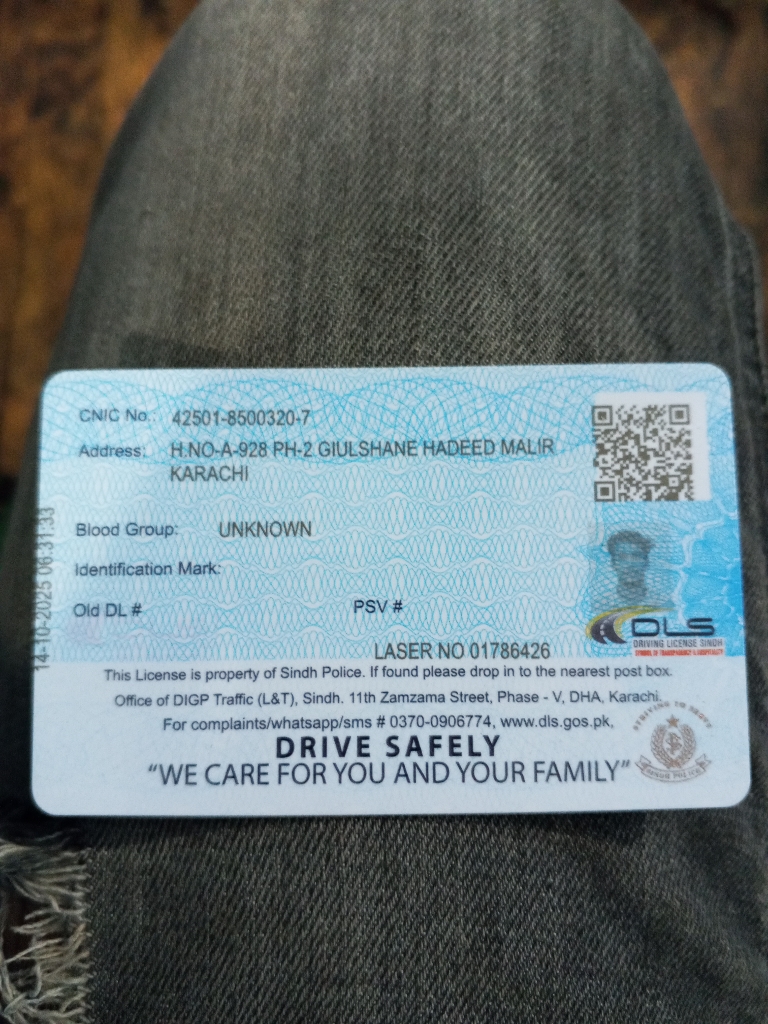 CNIC No.: 42501-8500320-7
Address: H.NO-A-928 PH-2 GIULSHANE HADEED MALIR
KARACHI
Blood Group: UNKNOWN
Identification Mark:
Old DL # PSV #
14-10-2025 06:31:33
DLS
DRIVING LICENSE SINDH
LASER NO 01786426
This License is property of Sindh Police. If found please drop in to the nearest post box.
Office of DIGP Traffic (L&T), Sindh. 11th Zamzama Street, Phase - V, DHA, Karachi.
For complaints/whatsapp/sms # 0370-0906774, www.dls.gos.pk,
DRIVE SAFELY
“WE CARE FOR YOU AND YOUR FAMILY”
STRIVING TO SERVE
SINDH POLICE